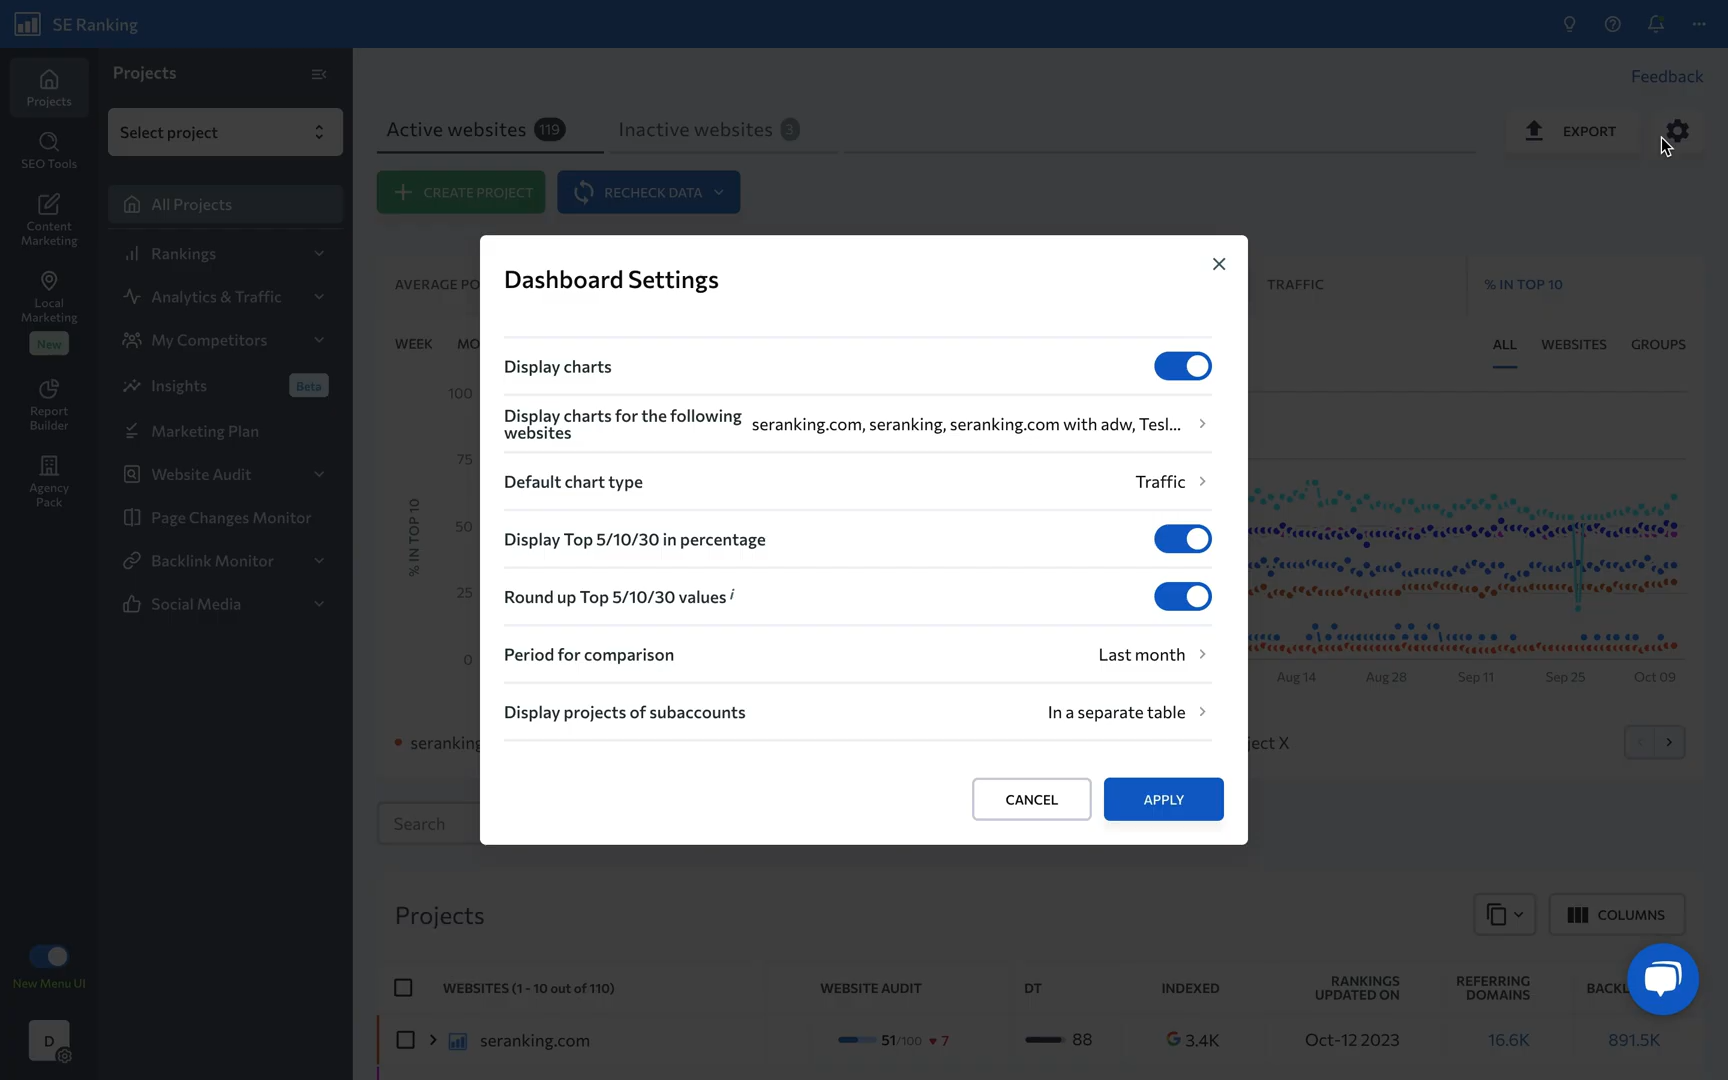 SE Ranking
Projects
SEO Tools
Content
Marketing
Local
Marketing
New
Report
Builder
Agency
Pack
New Menu UI
D
Projects
Select project
All Projects
Rankings
Analytics & Traffic
My Competitors
Insights Beta
Marketing Plan
Website Audit
Page Changes Monitor
Backlink Monitor
Social Media
Feedback
Active websites 119 Inactive websites 3
EXPORT
CREATE PROJECT RECHECK DATA
AVERAGE PO TRAFFIC % IN TOP 10
WEEK MO ALL WEBSITES GROUPS
100
75
50
25
0
% IN TOP 10
Aug 14 Aug 28 Sep 11 Sep 25 Oct 09
seranking ject X
Dashboard Settings
Display charts
Display charts for the following
websites
seranking.com, seranking, seranking.com with adw, Tesl...
Default chart type Traffic
Display Top 5/10/30 in percentage
Round up Top 5/10/30 values i
Period for comparison Last month
Display projects of subaccounts In a separate table
CANCEL APPLY
Search
Projects
COLUMNS
WEBSITES (1 - 10 out of 110) WEBSITE AUDIT DT INDEXED
RANKINGS
UPDATED ON
REFERRING
DOMAINS
BACKL
seranking.com 51/100 7 88 3.4K Oct-12 2023 16.6K 891.5K